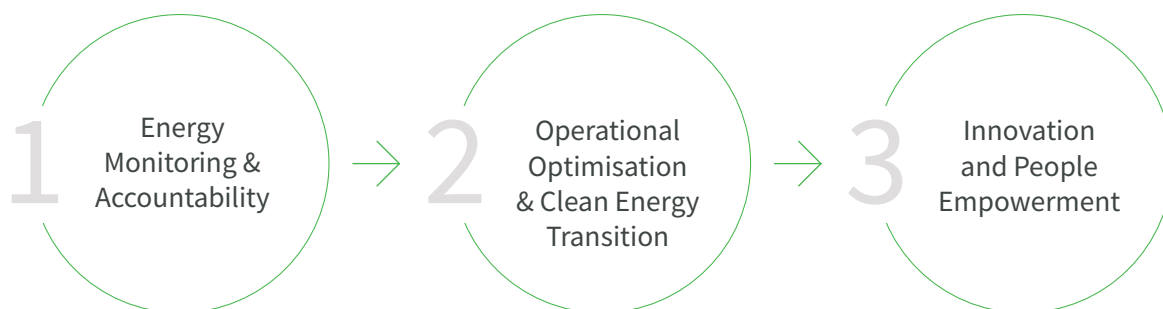 1
Energy
Monitoring &
Accountability
2
Operational
Optimisation
& Clean Energy
Transition
3
Innovation
and People
Empowerment